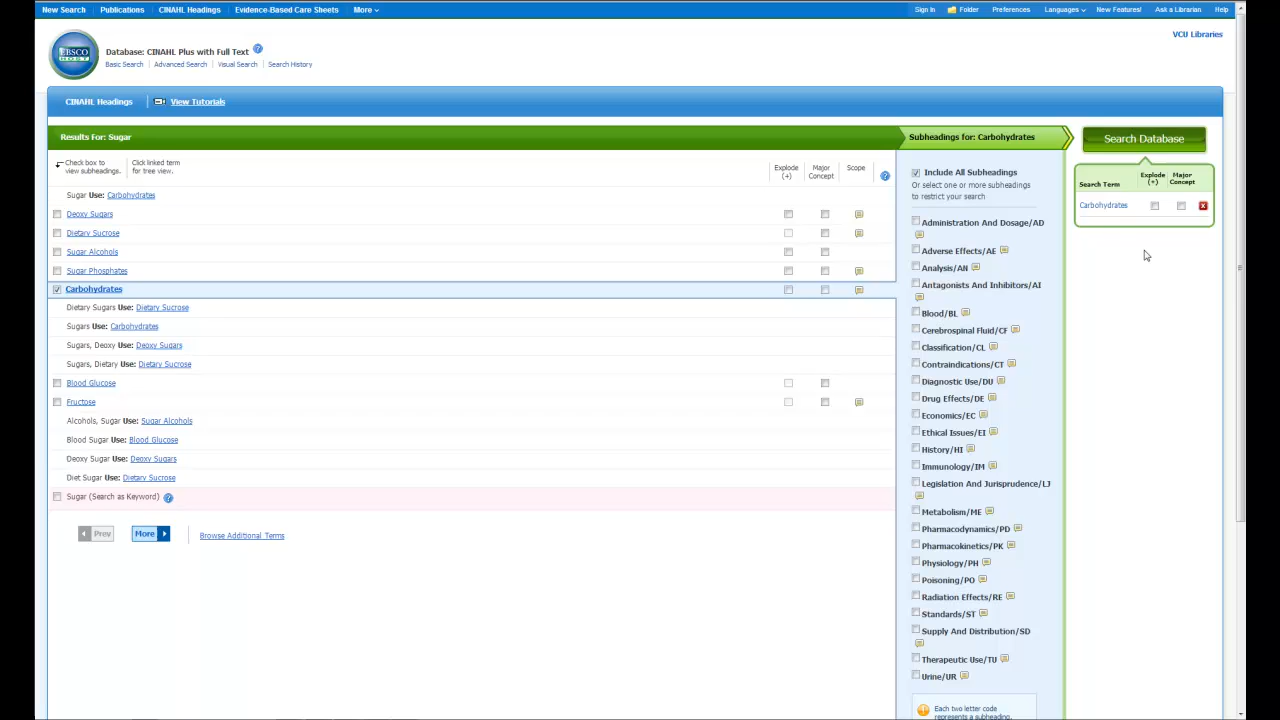 New Search Publications CINAHL Headings Evidence-Based Care Sheets More Sign In Folder Preferences Languages New Features! Ask a Librarian Help
VCU Libraries
EBSCO
HOST
Database: CINAHL Plus with Full Text
Basic Search | Advanced Search | Visual Search | Search History
CINAHL Headings View Tutorials
Results For: Sugar
Subheadings for: Carbohydrates
Search Database
Check box to view subheadings.
Click linked term for tree view.
Explode (+) Major Concept Scope
Sugar Use: Carbohydrates
Deoxy Sugars
Dietary Sucrose
Sugar Alcohols
Sugar Phosphates
Carbohydrates
Dietary Sugars Use: Dietary Sucrose
Sugars Use: Carbohydrates
Sugars, Deoxy Use: Deoxy Sugars
Sugars, Dietary Use: Dietary Sucrose
Blood Glucose
Fructose
Alcohols, Sugar Use: Sugar Alcohols
Blood Sugar Use: Blood Glucose
Deoxy Sugar Use: Deoxy Sugars
Diet Sugar Use: Dietary Sucrose
Sugar (Search as Keyword)
Prev More Browse Additional Terms
Include All Subheadings
Or select one or more subheadings
to restrict your search
Administration And Dosage/AD
Adverse Effects/AE
Analysis/AN
Antagonists And Inhibitors/AI
Blood/BL
Cerebrospinal Fluid/CF
Classification/CL
Contraindications/CT
Diagnostic Use/DU
Drug Effects/DE
Economics/EC
Ethical Issues/EI
History/HI
Immunology/IM
Legislation And Jurisprudence/LJ
Metabolism/ME
Pharmacodynamics/PD
Pharmacokinetics/PK
Physiology/PH
Poisoning/PO
Radiation Effects/RE
Standards/ST
Supply And Distribution/SD
Therapeutic Use/TU
Urine/UR
Each two letter code
represents a subheading.
Search Term Explode (+) Major Concept
Carbohydrates